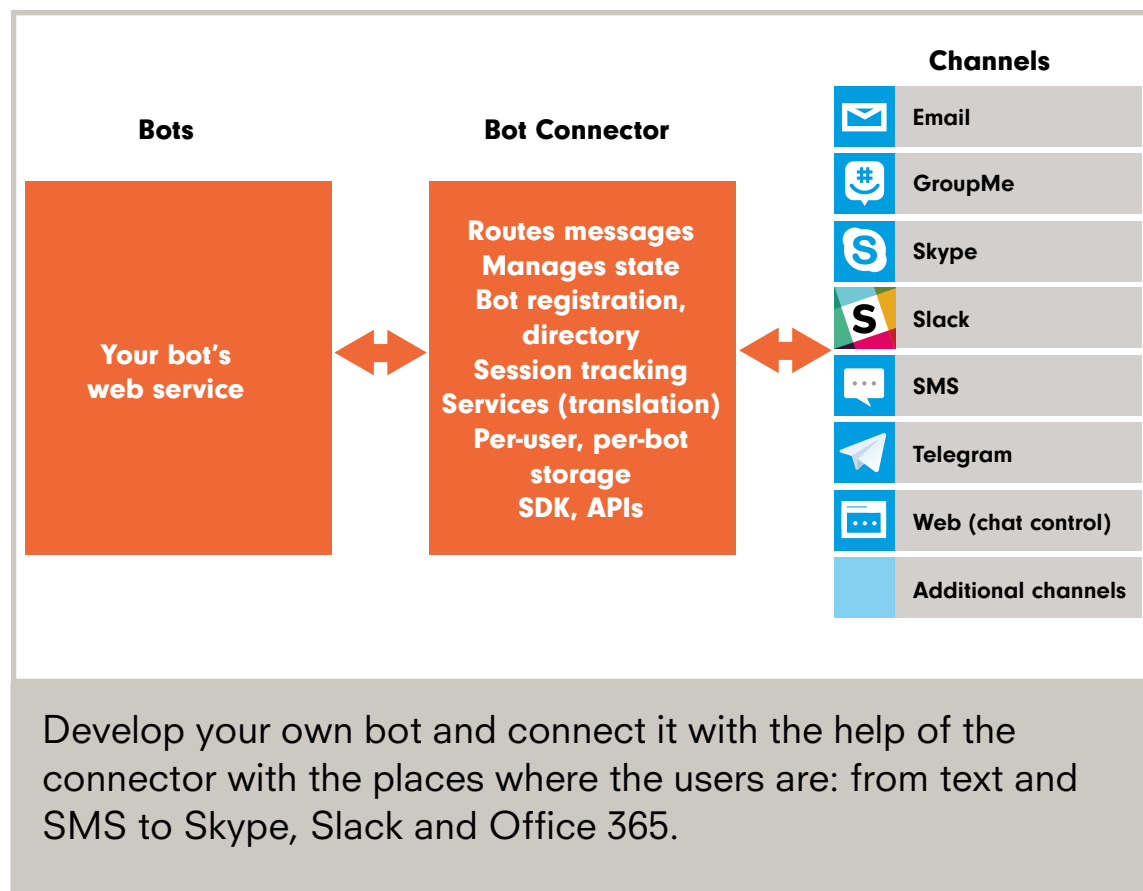 Channels
Bots
Bot Connector
Your bot's
web service
Routes messages
Manages state
Bot registration,
directory
Session tracking
Services (translation)
Per-user, per-bot
storage
SDK, APIs
Email
#
GroupMe
S
Skype
S
Slack
SMS
Telegram
Web (chat control)
Additional channels
Develop your own bot and connect it with the help of the
connector with the places where the users are: from text and
SMS to Skype, Slack and Office 365.